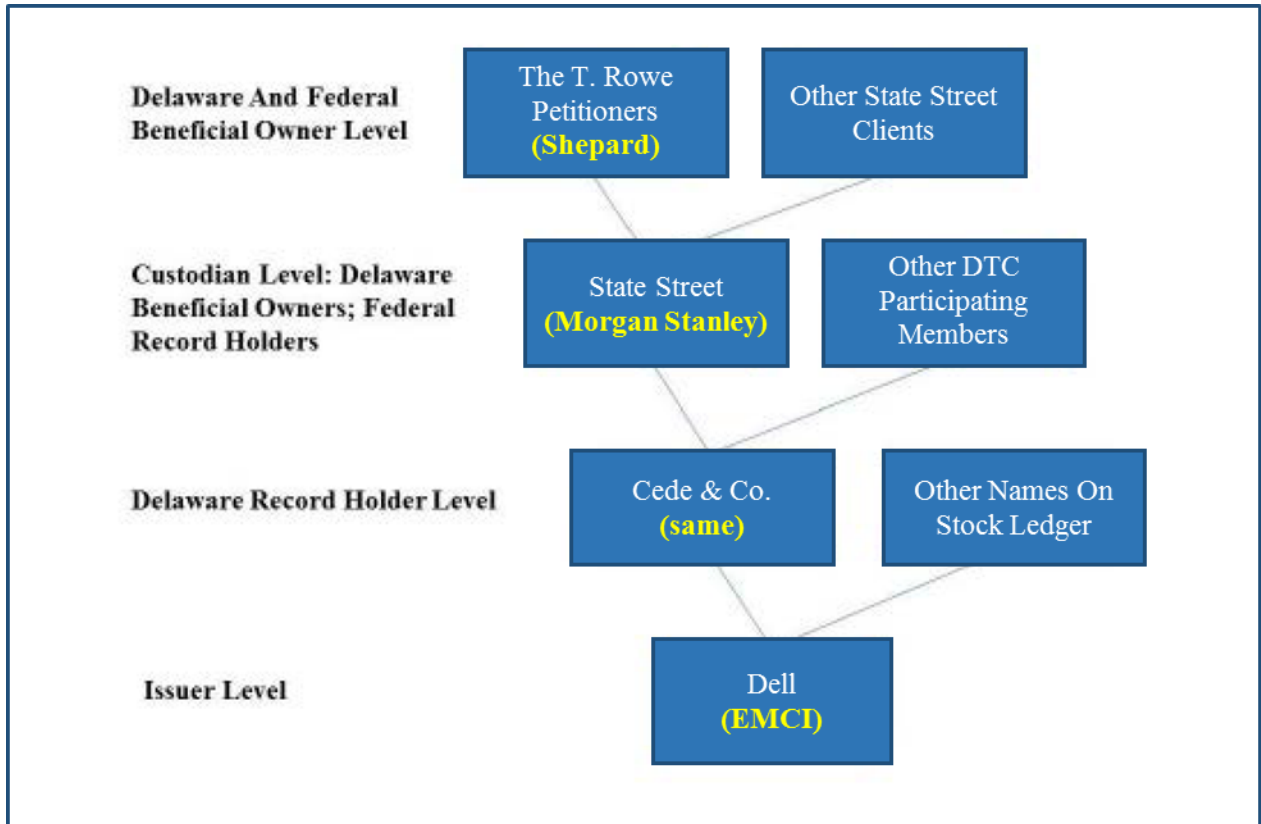 Delaware And Federal
Beneficial Owner Level
The T. Rowe
Petitioners
(Shepard)
Other State Street
Clients
Custodian Level: Delaware
Beneficial Owners; Federal
Record Holders
State Street
(Morgan Stanley)
Other DTC
Participating
Members
Delaware Record Holder Level
Cede & Co.
(same)
Other Names On
Stock Ledger
Issuer Level
Dell
(EMCI)